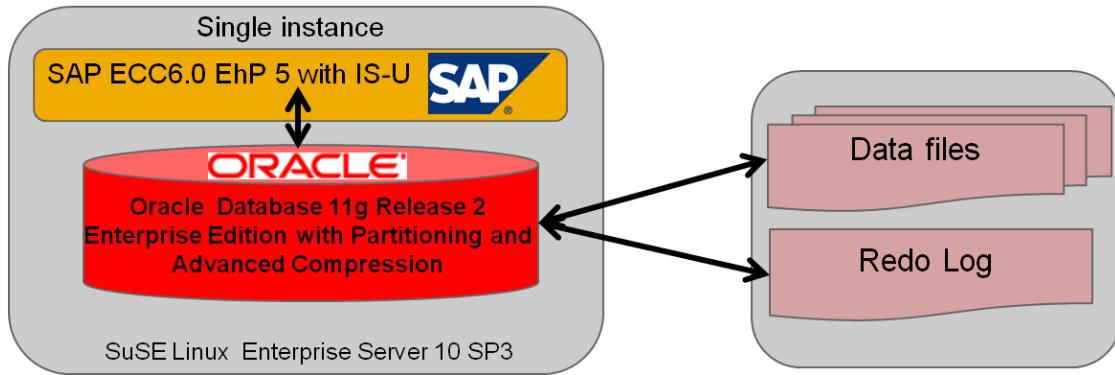 Single instance
SAP ECC6.0 EhP 5 with IS-U
SAP
®
ORACLE®
Oracle Database 11g Release 2
Enterprise Edition with Partitioning and
Advanced Compression
SuSE Linux Enterprise Server 10 SP3
Data files
Redo Log